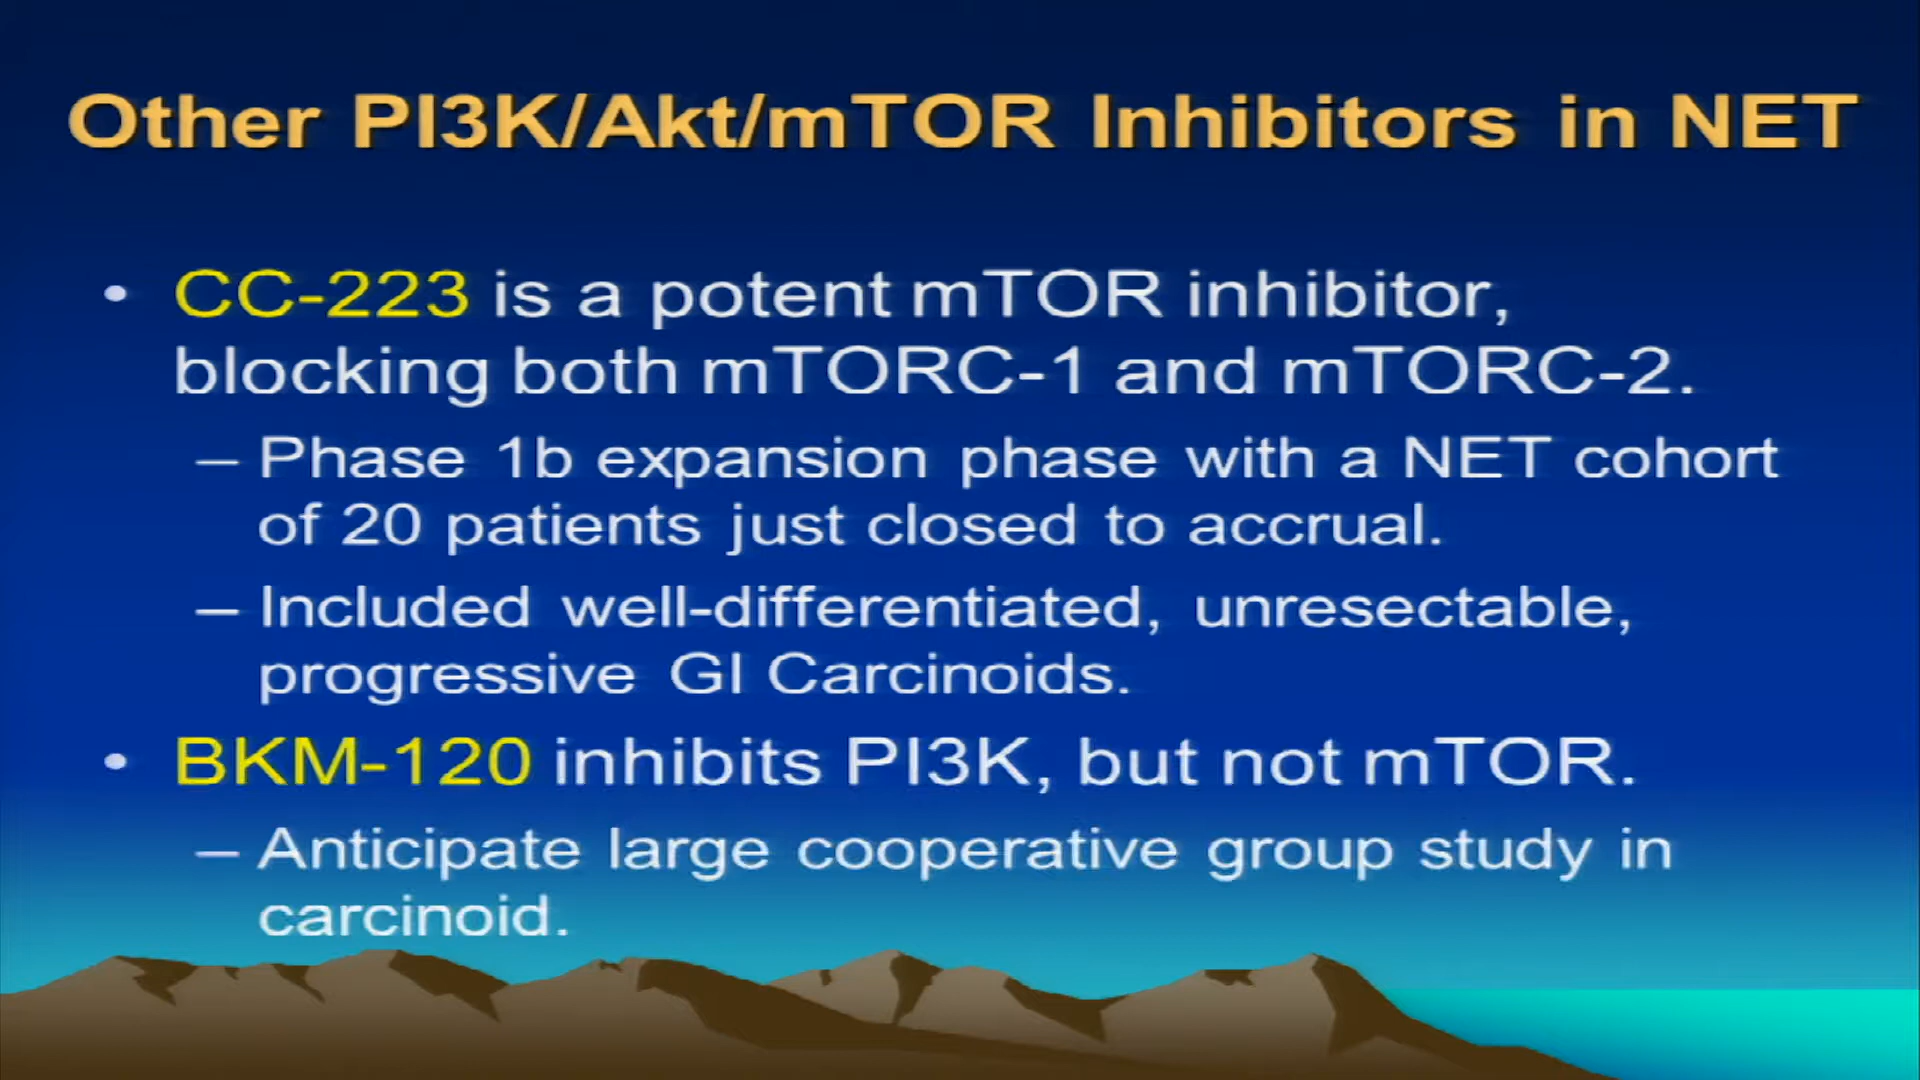 Other PI3K/Akt/mTOR Inhibitors in NET
• CC-223 is a potent mTOR inhibitor,
blocking both mTORC-1 and mTORC-2.
– Phase 1b expansion phase with a NET cohort
of 20 patients just closed to accrual.
– Included well-differentiated, unresectable,
progressive GI Carcinoids.
• BKM-120 inhibits PI3K, but not mTOR.
– Anticipate large cooperative group study in
carcinoid.